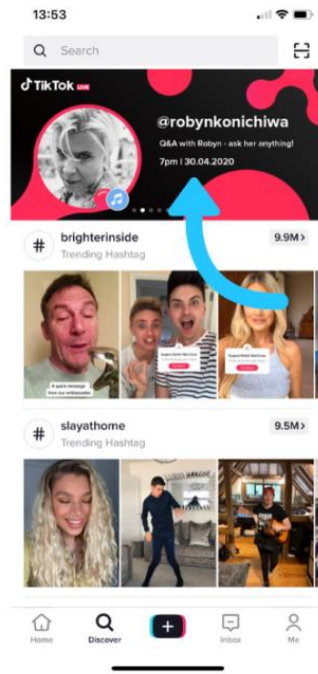 13:53
Search
TikTok LIVE
@robynkonichiwa
Q&A with Robyn - ask her anything!
7pm | 30.04.2020
# brighterinside 9.9M >
Trending Hashtag
A quick message
from our ambassador
# slayathome 9.5M >
Trending Hashtag
Home Discover Inbox Me